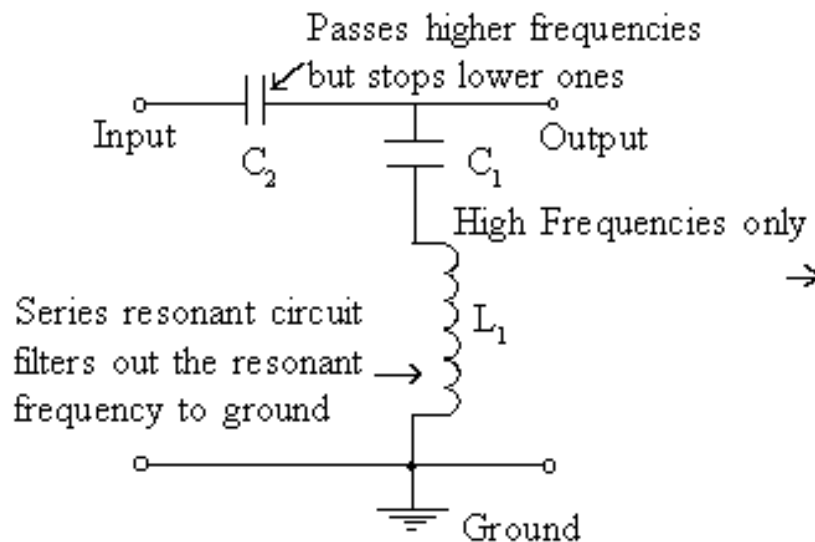 Passes higher frequencies
but stops lower ones
Input
Output
C2
C1
High Frequencies only
Series resonant circuit
filters out the resonant
frequency to ground
L1
Ground